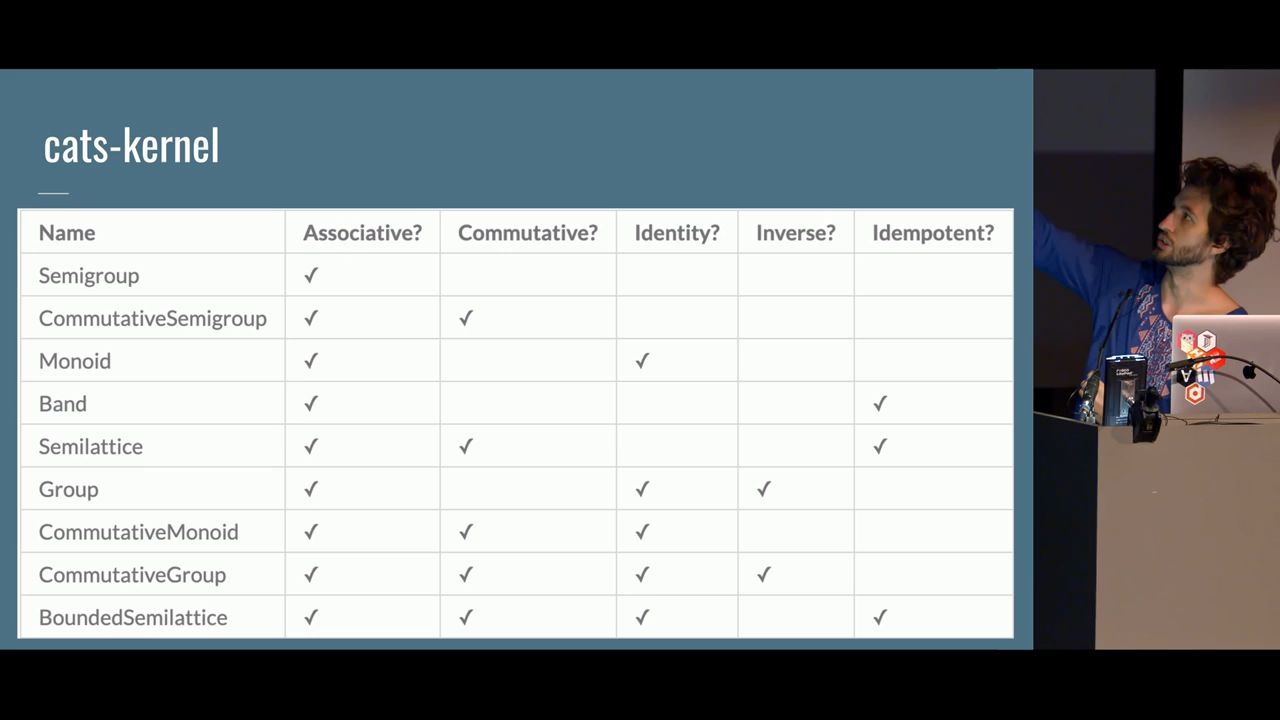 cats-kernel
Name Associative? Commutative? Identity? Inverse? Idempotent?
Semigroup ✓
CommutativeSemigroup ✓ ✓
Monoid ✓ ✓
Band ✓ ✓
Semilattice ✓ ✓ ✓
Group ✓ ✓ ✓
CommutativeMonoid ✓ ✓ ✓
CommutativeGroup ✓ ✓ ✓ ✓
BoundedSemilattice ✓ ✓ ✓ ✓